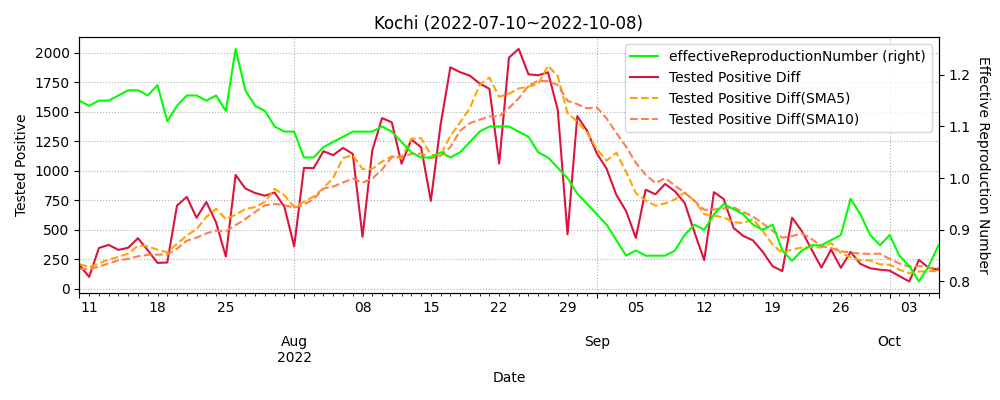 Kochi (2022-07-10~2022-10-08)
effectiveReproductionNumber (right)
Tested Positive Diff
Tested Positive Diff(SMA5)
Tested Positive Diff(SMA10)
Tested Positive
2000
1750
1500
1250
1000
750
500
250
0
Effective Reproduction Number
1.2
1.1
1.0
0.9
0.8
11 18 25 08 15 22 29 05 12 19 26 03
Aug Sep Oct
2022
Date